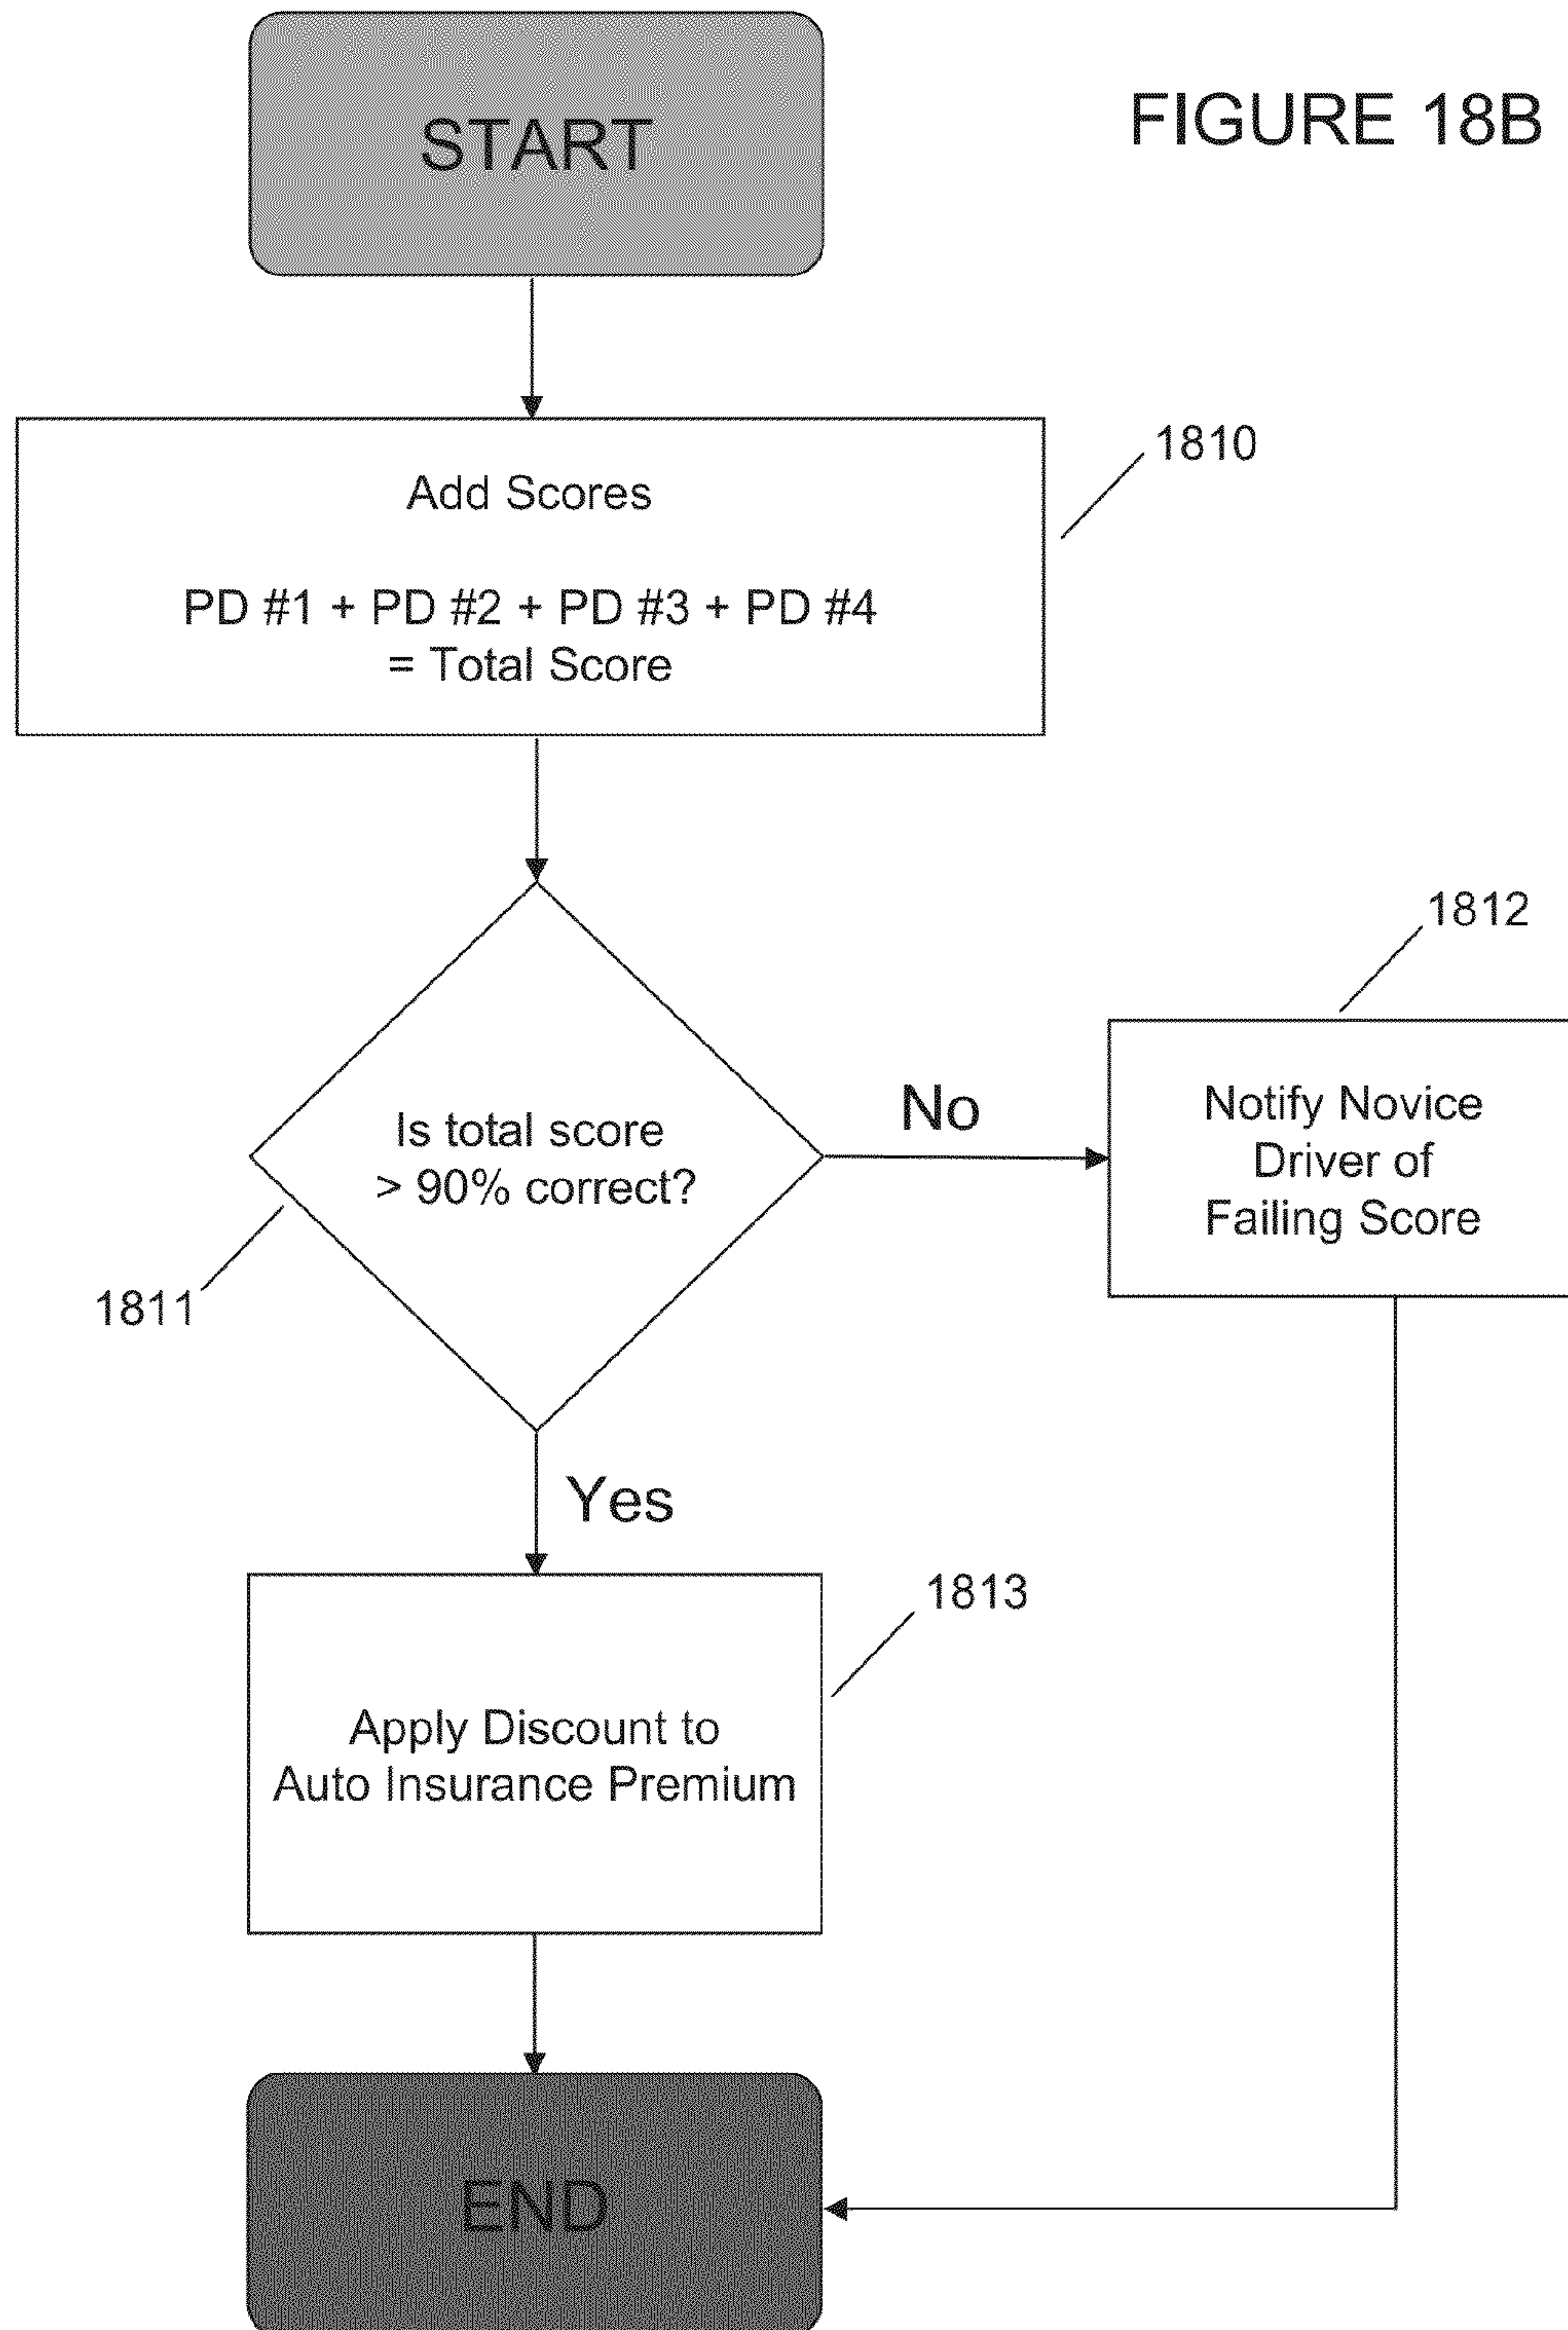 START
FIGURE 18B
Add Scores
PD #1 + PD #2 + PD #3 + PD #4
= Total Score
1810
Is total score
> 90% correct?
1811
No
1812
Notify Novice
Driver of
Failing Score
Yes
1813
Apply Discount to
Auto Insurance Premium
END